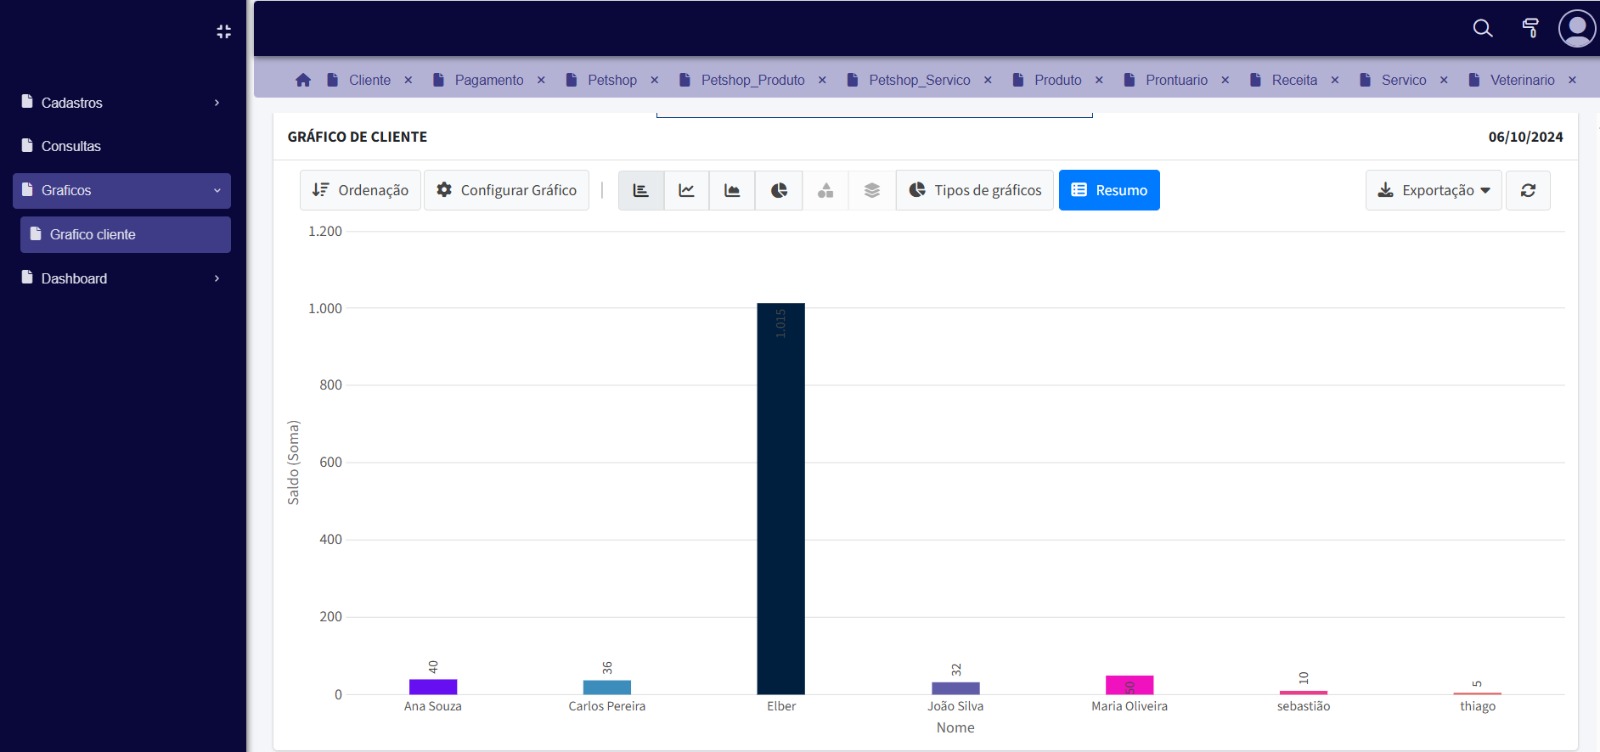 Cadastros
Consultas
Graficos
Grafico cliente
Dashboard
Cliente × Pagamento × Petshop × Petshop_Produto × Petshop_Servico × Produto × Prontuario × Receita × Servico × Veterinario ×
GRÁFICO DE CLIENTE 06/10/2024
Ordenação Configurar Gráfico Tipos de gráficos Resumo Exportação
1.200
1.000
800
600
400
200
0
Saldo (Soma)
40 36 1.015 32 50 10 5
Ana Souza Carlos Pereira Elber João Silva Maria Oliveira sebastião thiago
Nome